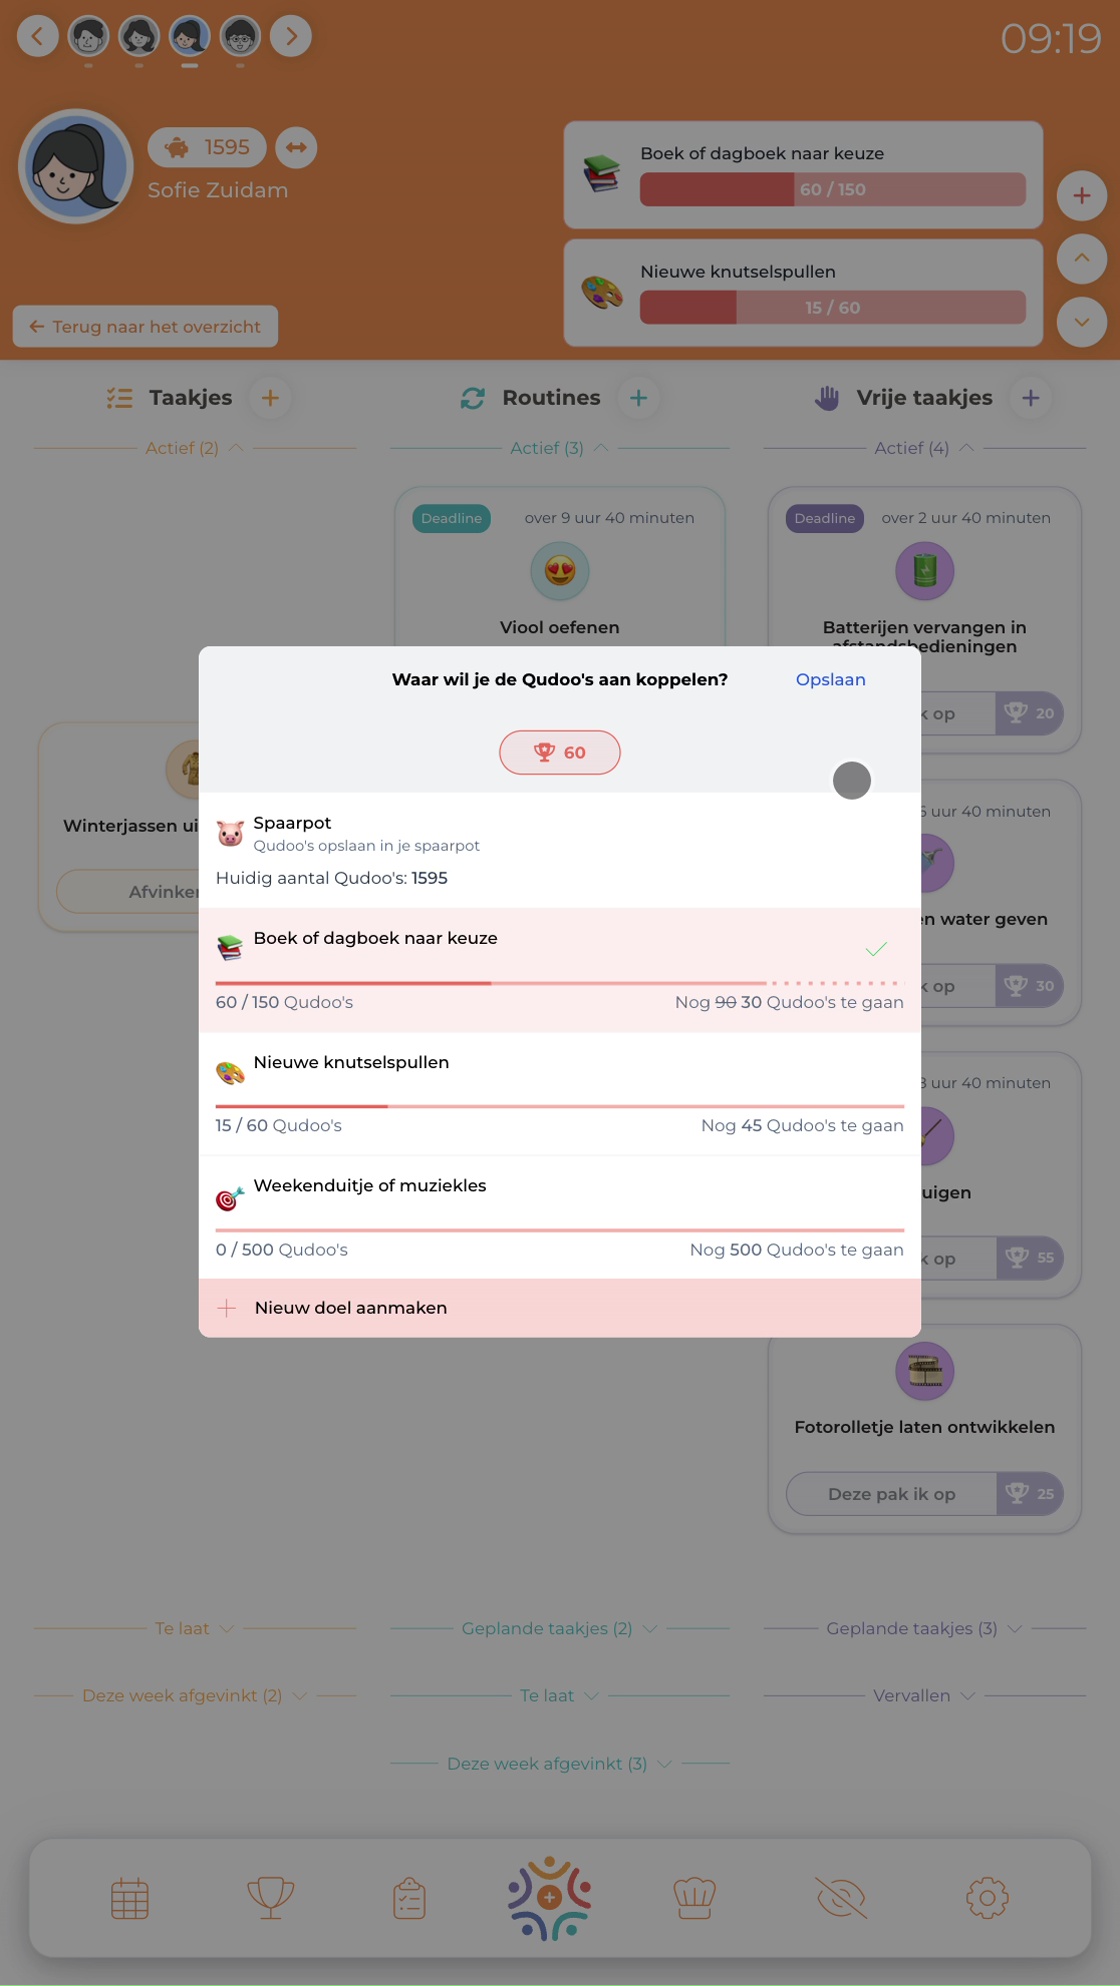 09:19
1595
Sofie Zuidam
Boek of dagboek naar keuze
60 / 150
Nieuwe knutselspullen
15 / 60
Terug naar het overzicht
Taakjes
Routines
Vrije taakjes
Actief (2)
Actief (3)
Actief (4)
Deadline
over 9 uur 40 minuten
Viool oefenen
Deadline
over 2 uur 40 minuten
Batterijen vervangen in
afstandsbedieningen
k op
20
Winterjassen ui
Afvinke
5 uur 40 minuten
n water geven
k op
30
8 uur 40 minuten
uigen
k op
55
Waar wil je de Qudoo's aan koppelen?
Opslaan
60
Spaarpot
Qudoo's opslaan in je spaarpot
Huidig aantal Qudoo's: 1595
Boek of dagboek naar keuze
60 / 150 Qudoo's
Nog 90 30 Qudoo's te gaan
Nieuwe knutselspullen
15 / 60 Qudoo's
Nog 45 Qudoo's te gaan
Weekenduitje of muziekles
0 / 500 Qudoo's
Nog 500 Qudoo's te gaan
Nieuw doel aanmaken
Fotorolletje laten ontwikkelen
Deze pak ik op
25
Te laat
Geplande taakjes (2)
Geplande taakjes (3)
Deze week afgevinkt (2)
Te laat
Vervallen
Deze week afgevinkt (3)